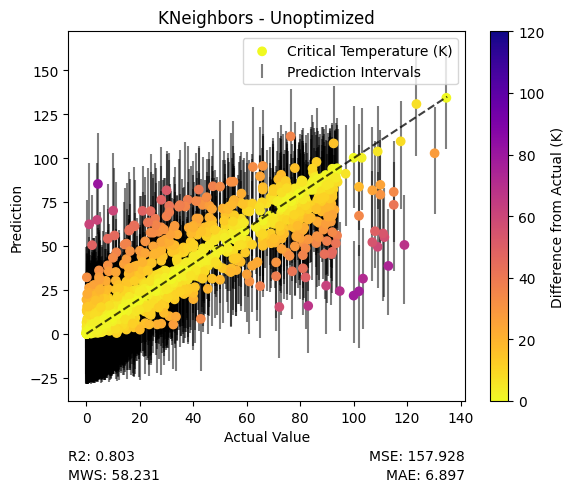 KNeighbors - Unoptimized
Critical Temperature (K)
Prediction Intervals
150
125
100
75
50
25
0
−25
Prediction
0
20
40
60
80
100
120
140
Actual Value
120
100
80
60
40
20
0
Difference from Actual (K)
R2: 0.803
MSE: 157.928
MWS: 58.231
MAE: 6.897